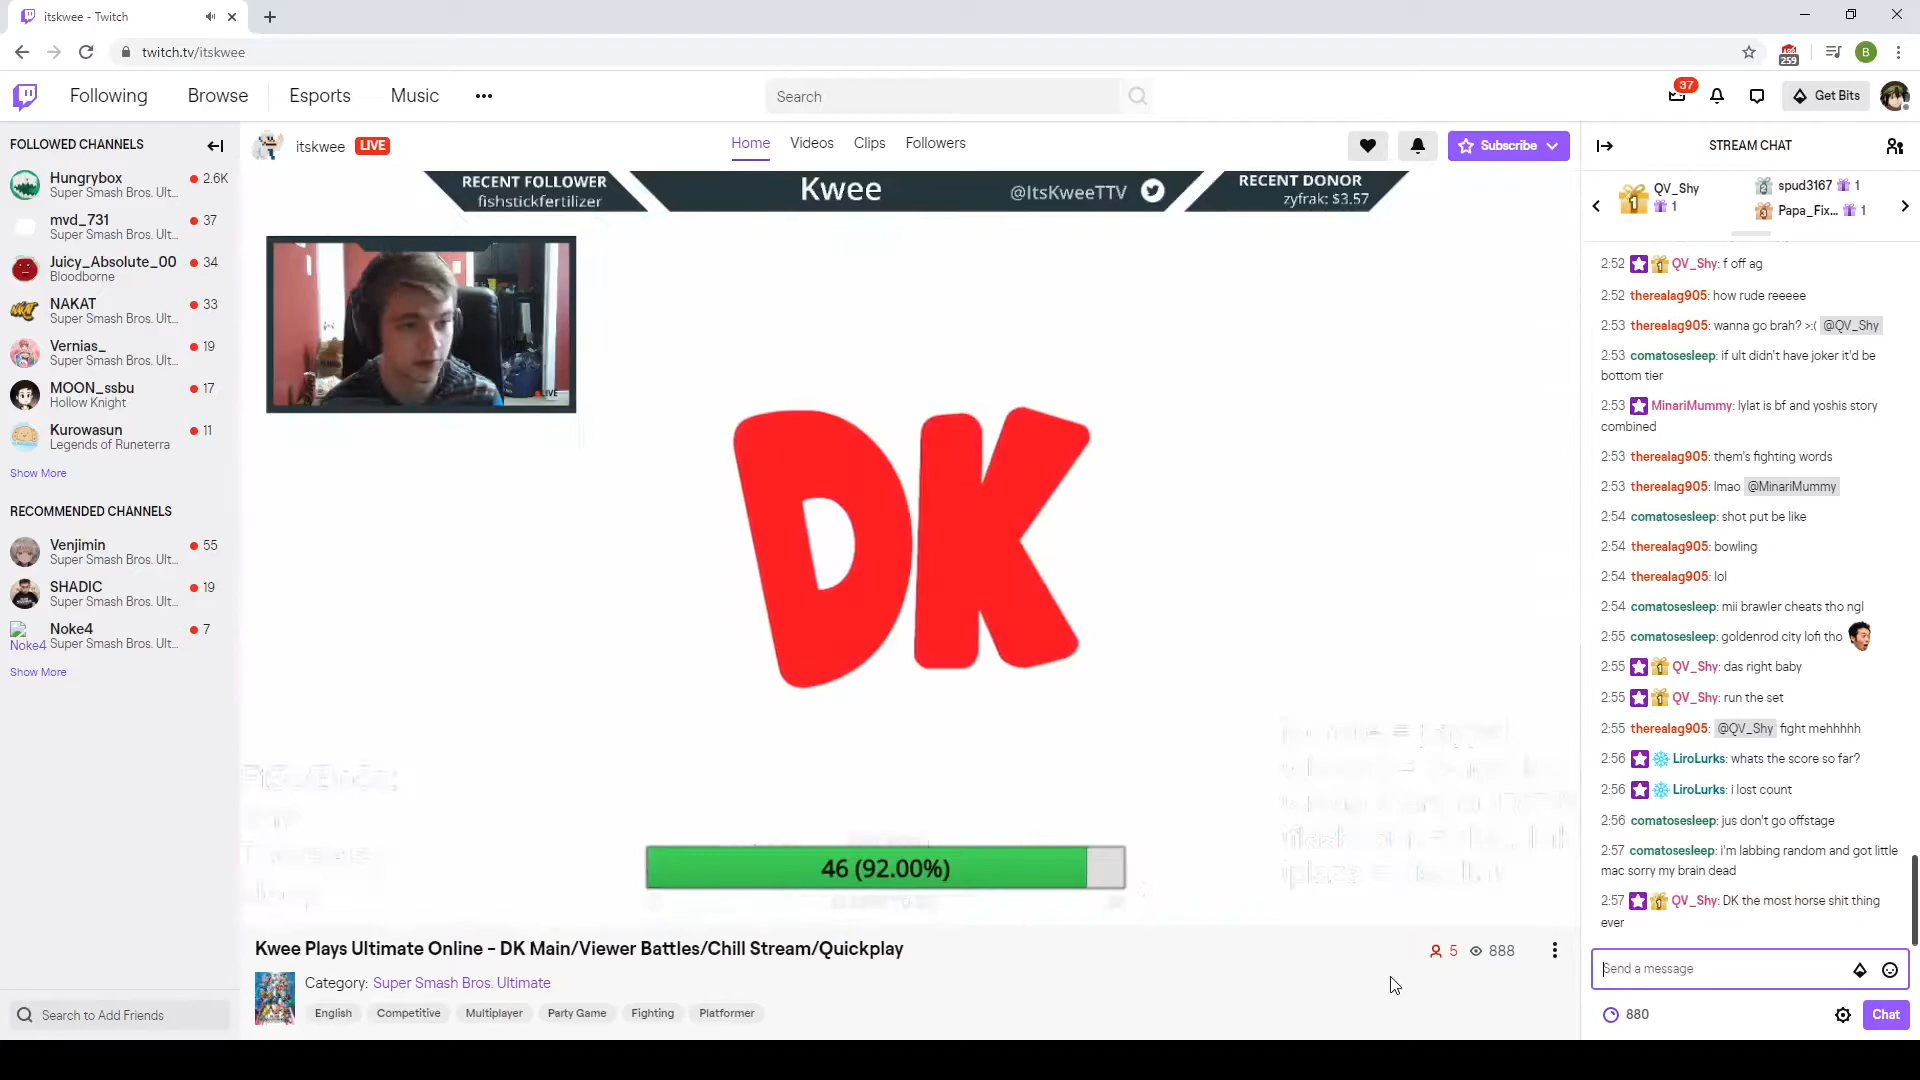 itskwee - Twitch
twitch.tv/itskwee
259
B
Following
Browse
Esports
Music
Search
37
Get Bits
FOLLOWED CHANNELS
Hungrybox
2.6K
Super Smash Bros. Ult...
mvd_731
37
Super Smash Bros. Ult...
Juicy_Absolute_00
34
Bloodborne
NAKAT
33
Super Smash Bros. Ult...
Vernias_
19
Super Smash Bros. Ult...
MOON_ssbu
17
Hollow Knight
Kurowasun
11
Legends of Runeterra
Show More
RECOMMENDED CHANNELS
Venjimin
55
Super Smash Bros. Ult...
SHADIC
19
Super Smash Bros. Ult...
Noke4
7
Noke4 Super Smash Bros. Ult...
Show More
Search to Add Friends
itskwee
LIVE
Home
Videos
Clips
Followers
Subscribe
RECENT FOLLOWER
fishstickfertilizer
Kwee
@ItsKweeTTV
RECENT DONOR
zyfrak: $3.57
LIVE
DK
46 (92.00%)
Kwee Plays Ultimate Online - DK Main/Viewer Battles/Chill Stream/Quickplay
5
888
Category: Super Smash Bros. Ultimate
English
Competitive
Multiplayer
Party Game
Fighting
Platformer
STREAM CHAT
1
QV_Shy
1
2
spud3167
1
3
Papa_Fix...
1
2:52 1 QV_Shy: f off ag
2:52 therealag905: how rude reeeee
2:53 therealag905: wanna go brah? >:( @QV_Shy
2:53 comatosesleep: if ult didn't have joker it'd be
bottom tier
2:53 MinariMummy: lylat is bf and yoshis story
combined
2:53 therealag905: them's fighting words
2:53 therealag905: lmao @MinariMummy
2:54 comatosesleep: shot put be like
2:54 therealag905: bowling
2:54 therealag905: lol
2:54 comatosesleep: mii brawler cheats tho ngl
2:55 comatosesleep: goldenrod city lofi tho
2:55 1 QV_Shy: das right baby
2:55 1 QV_Shy: run the set
2:55 therealag905: @QV_Shy fight mehhhhh
2:56 LiroLurks: whats the score so far?
2:56 LiroLurks: i lost count
2:56 comatosesleep: jus don't go offstage
2:57 comatosesleep: i'm labbing random and got little
mac sorry my brain dead
2:57 1 QV_Shy: DK the most horse shit thing
ever
Send a message
880
Chat